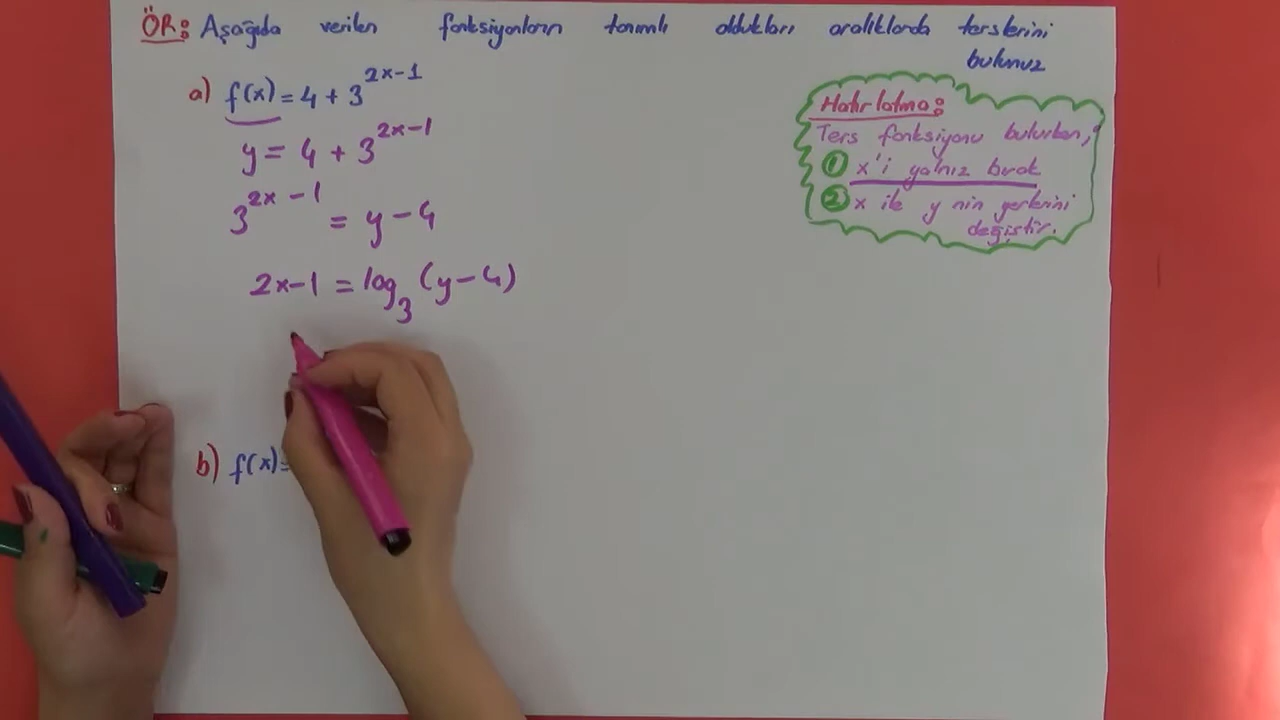 ÖR: Aşağıda verilen fonksiyonların tanımlı oldukları aralıklarda terslerini
bulunuz
a) f(x) = 4 + 3^{2x-1}
y = 4 + 3^{2x-1}
3^{2x-1} = y - 4
2x-1 = log_3 (y-4)
b) f(x)=
Hatırlatma:
Ters fonksiyonu bulurken,
① x'i yalnız bırak
② x ile y nin yerlerini
değiştir.